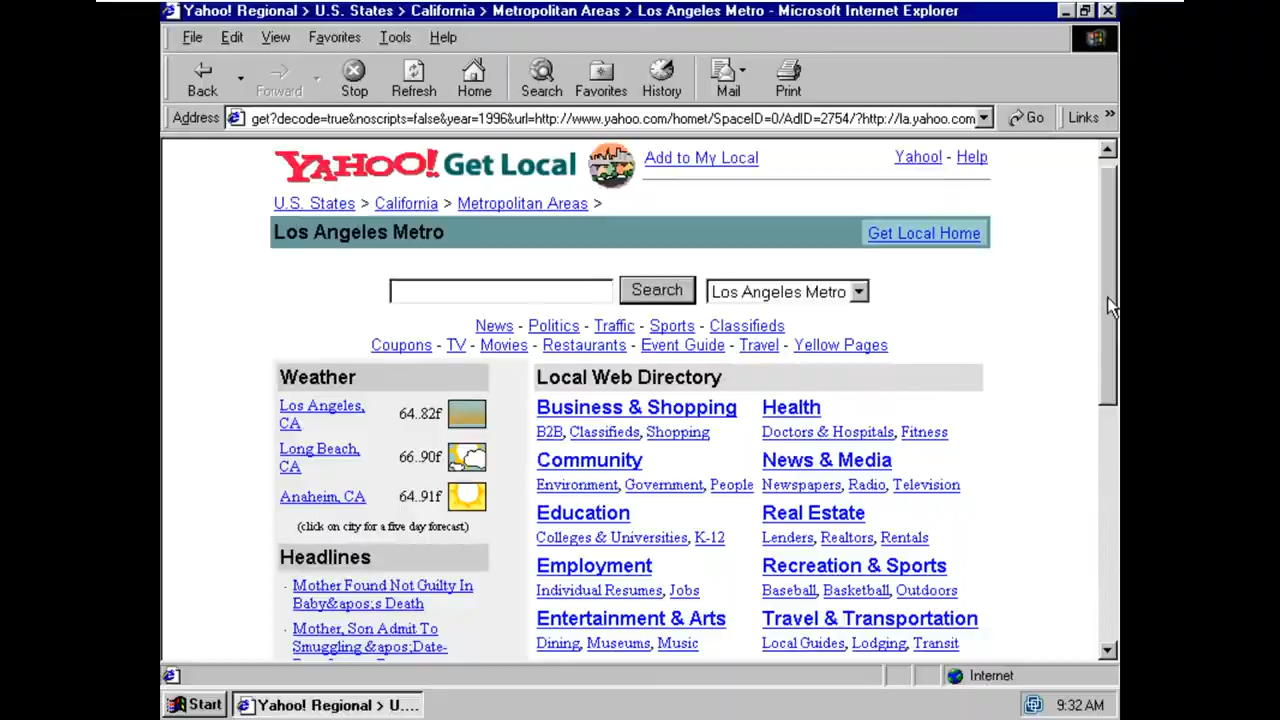 Yahoo! Regional > U.S. States > California > Metropolitan Areas > Los Angeles Metro - Microsoft Internet Explorer
File Edit View Favorites Tools Help
Back Forward Stop Refresh Home Search Favorites History Mail Print
Address get?decode=true&noscripts=false&year=1996&url=http://www.yahoo.com/homet/SpaceID=0/AdID=2754/?http://la.yahoo.com Go Links »
YAHOO! Get Local Add to My Local Yahoo! - Help
U.S. States > California > Metropolitan Areas >
Los Angeles Metro Get Local Home
Search Los Angeles Metro
News - Politics - Traffic - Sports - Classifieds
Coupons - TV - Movies - Restaurants - Event Guide - Travel - Yellow Pages
Weather
Los Angeles, CA 64..82f
Long Beach, CA 66..90f
Anaheim, CA 64..91f
(click on city for a five day forecast)
Headlines
· Mother Found Not Guilty In
Baby&apos;s Death
· Mother, Son Admit To
Smuggling &apos;Date-
Local Web Directory
Business & Shopping
B2B, Classifieds, Shopping
Community
Environment, Government, People
Education
Colleges & Universities, K-12
Employment
Individual Resumes, Jobs
Entertainment & Arts
Dining, Museums, Music
Health
Doctors & Hospitals, Fitness
News & Media
Newspapers, Radio, Television
Real Estate
Lenders, Realtors, Rentals
Recreation & Sports
Baseball, Basketball, Outdoors
Travel & Transportation
Local Guides, Lodging, Transit
Internet
Start Yahoo! Regional > U.... 9:32 AM